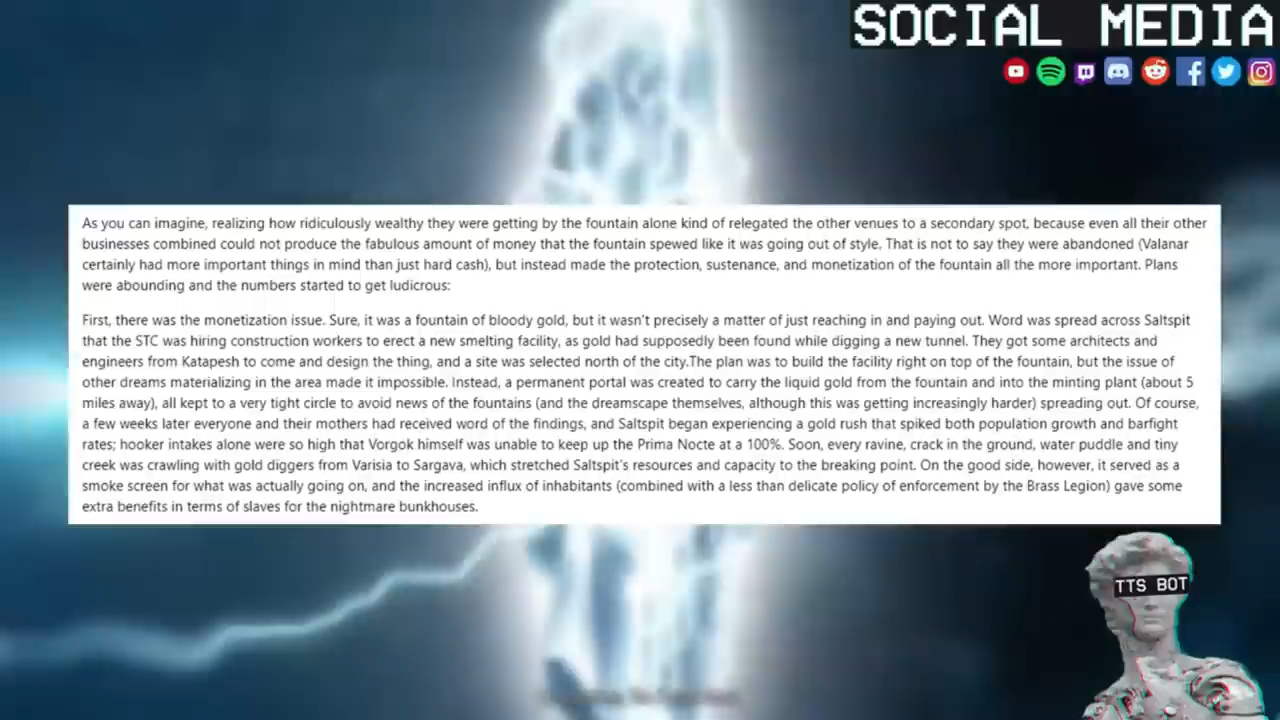 SOCIAL MEDIA
As you can imagine, realizing how ridiculously wealthy they were getting by the fountain alone kind of relegated the other venues to a secondary spot, because even all their other
businesses combined could not produce the fabulous amount of money that the fountain spewed like it was going out of style. That is not to say they were abandoned (Valanar
certainly had more important things in mind than just hard cash), but instead made the protection, sustenance, and monetization of the fountain all the more important. Plans
were abounding and the numbers started to get ludicrous:
First, there was the monetization issue. Sure, it was a fountain of bloody gold, but it wasn't precisely a matter of just reaching in and paying out. Word was spread across Saltspit
that the STC was hiring construction workers to erect a new smelting facility, as gold had supposedly been found while digging a new tunnel. They got some architects and
engineers from Katapesh to come and design the thing, and a site was selected north of the city.The plan was to build the facility right on top of the fountain, but the issue of
other dreams materializing in the area made it impossible. Instead, a permanent portal was created to carry the liquid gold from the fountain and into the minting plant (about 5
miles away), all kept to a very tight circle to avoid news of the fountains (and the dreamscape themselves, although this was getting increasingly harder) spreading out. Of course,
a few weeks later everyone and their mothers had received word of the findings, and Saltspit began experiencing a gold rush that spiked both population growth and barfight
rates; hooker intakes alone were so high that Vorgok himself was unable to keep up the Prima Nocte at a 100%. Soon, every ravine, crack in the ground, water puddle and tiny
creek was crawling with gold diggers from Varisia to Sargava, which stretched Saltspit's resources and capacity to the breaking point. On the good side, however, it served as a
smoke screen for what was actually going on, and the increased influx of inhabitants (combined with a less than delicate policy of enforcement by the Brass Legion) gave some
extra benefits in terms of slaves for the nightmare bunkhouses.
TTS BOT